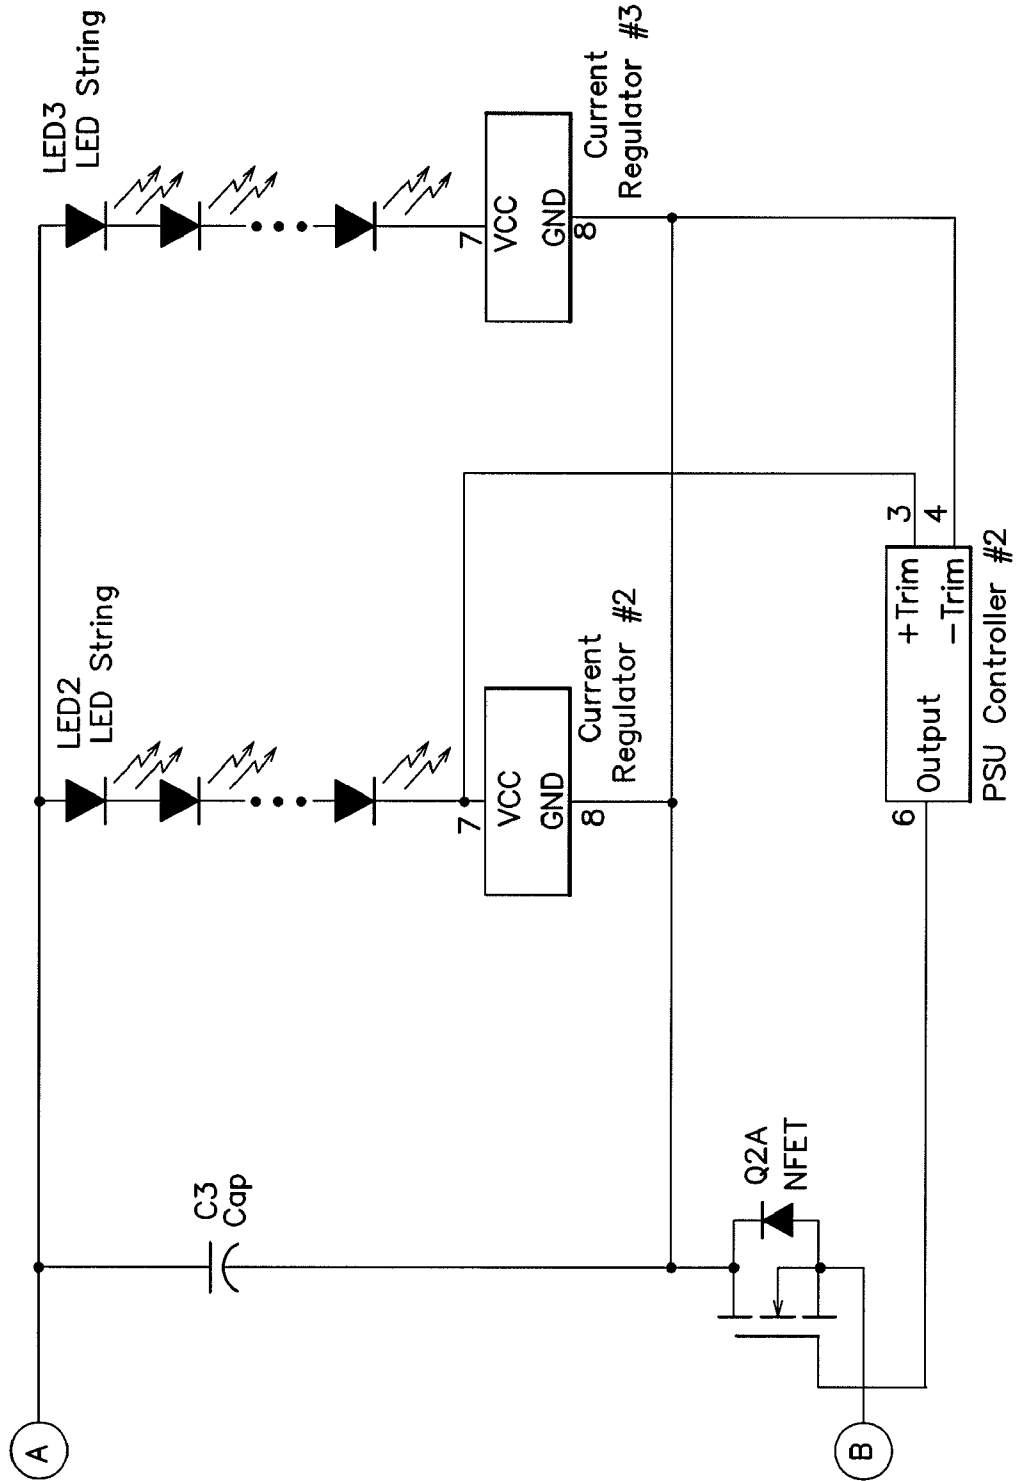 LED3
LED String
7
VCC
GND
8
Current
Regulator #3
LED2
LED String
7
VCC
GND
8
Current
Regulator #2
3
4
+Trim
-Trim
Output
6
PSU Controller #2
C3
Cap
Q2A
NFET
A
B